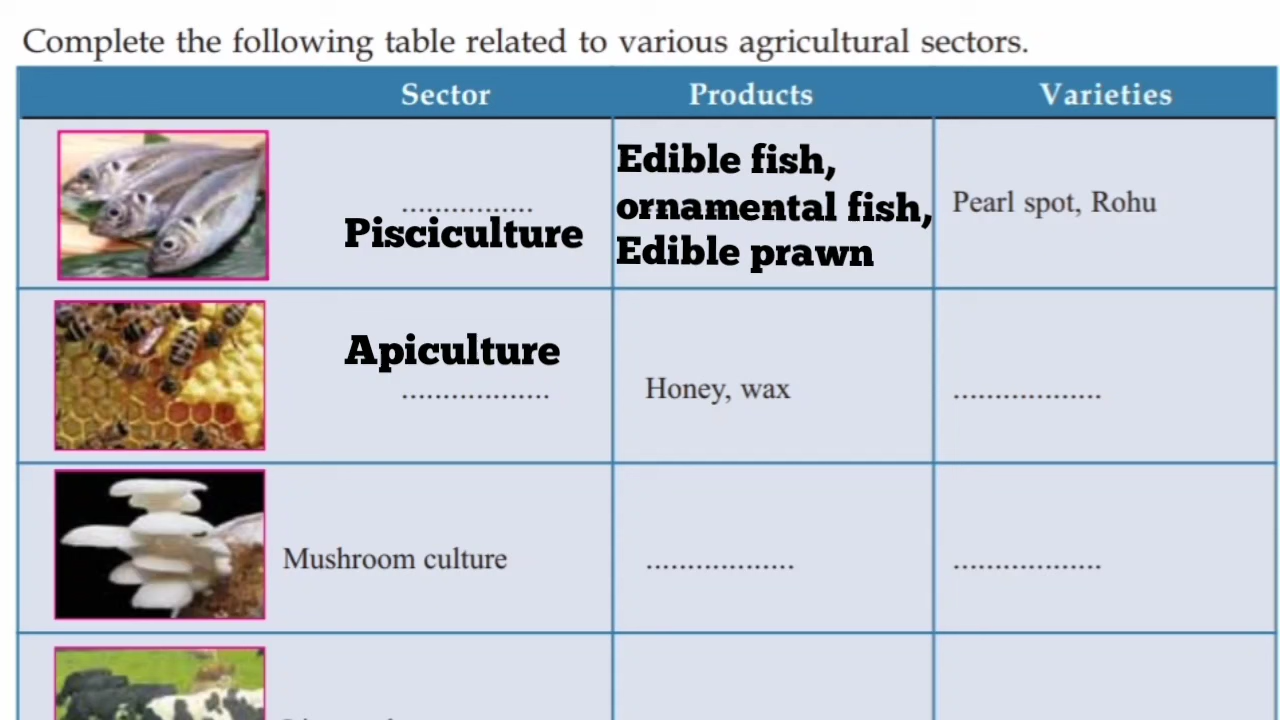 Complete the following table related to various agricultural sectors.
Sector Products Varieties
...............
Pisciculture
Edible fish,
ornamental fish,
Edible prawn
Pearl spot, Rohu
Apiculture
.................
Honey, wax
.................
Mushroom culture
.................
.................